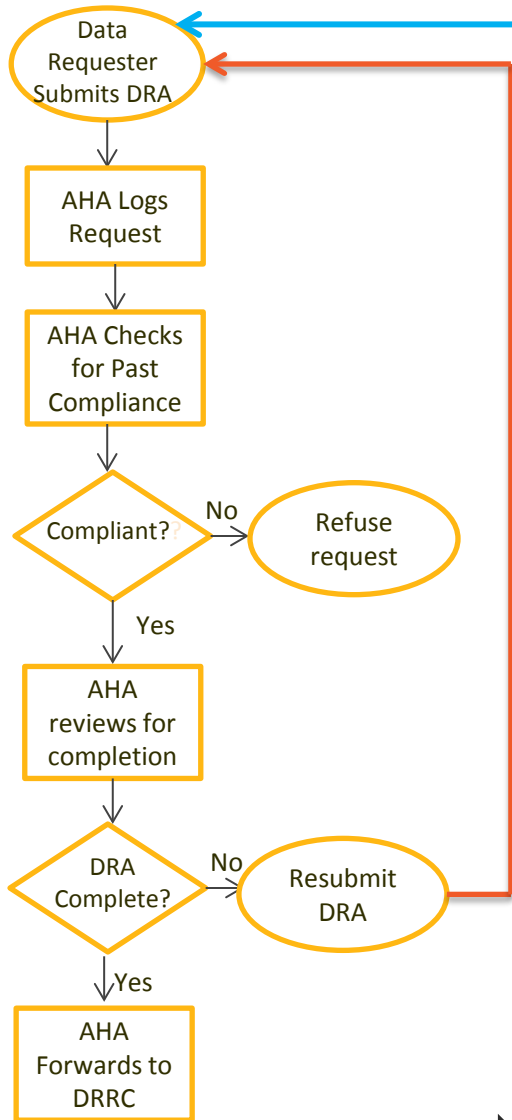 Data
Requester
Submits DRA
AHA Logs
Request
AHA Checks
for Past
Compliance
Compliant??
No
Refuse
request
Yes
AHA
reviews for
completion
DRA
Complete?
No
Resubmit
DRA
Yes
AHA
Forwards to
DRRC